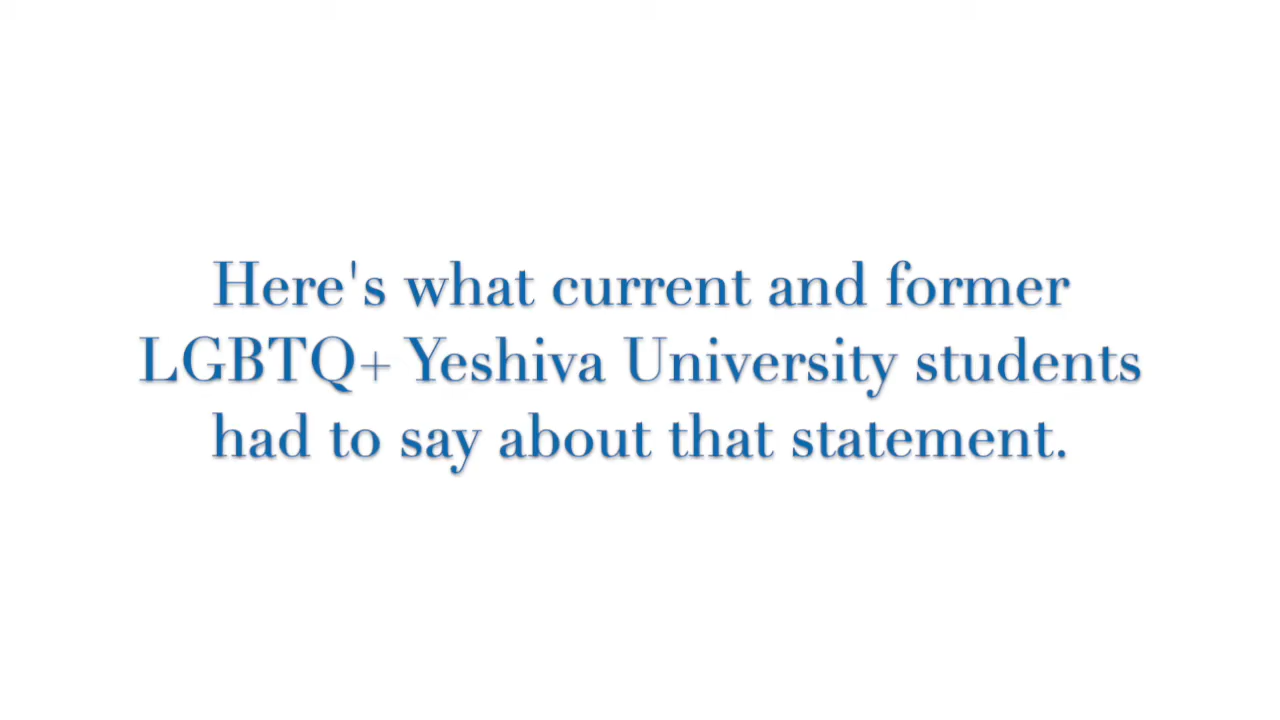 Here's what current and former
LGBTQ+ Yeshiva University students
had to say about that statement.